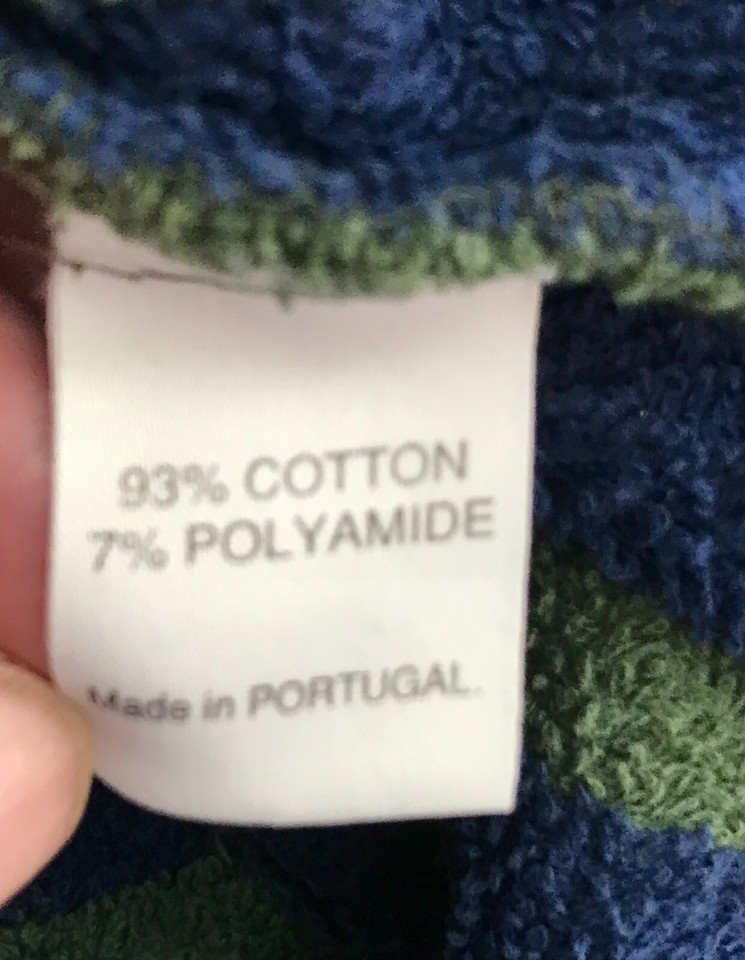 93% COTTON
7% POLYAMIDE
Made in PORTUGAL.